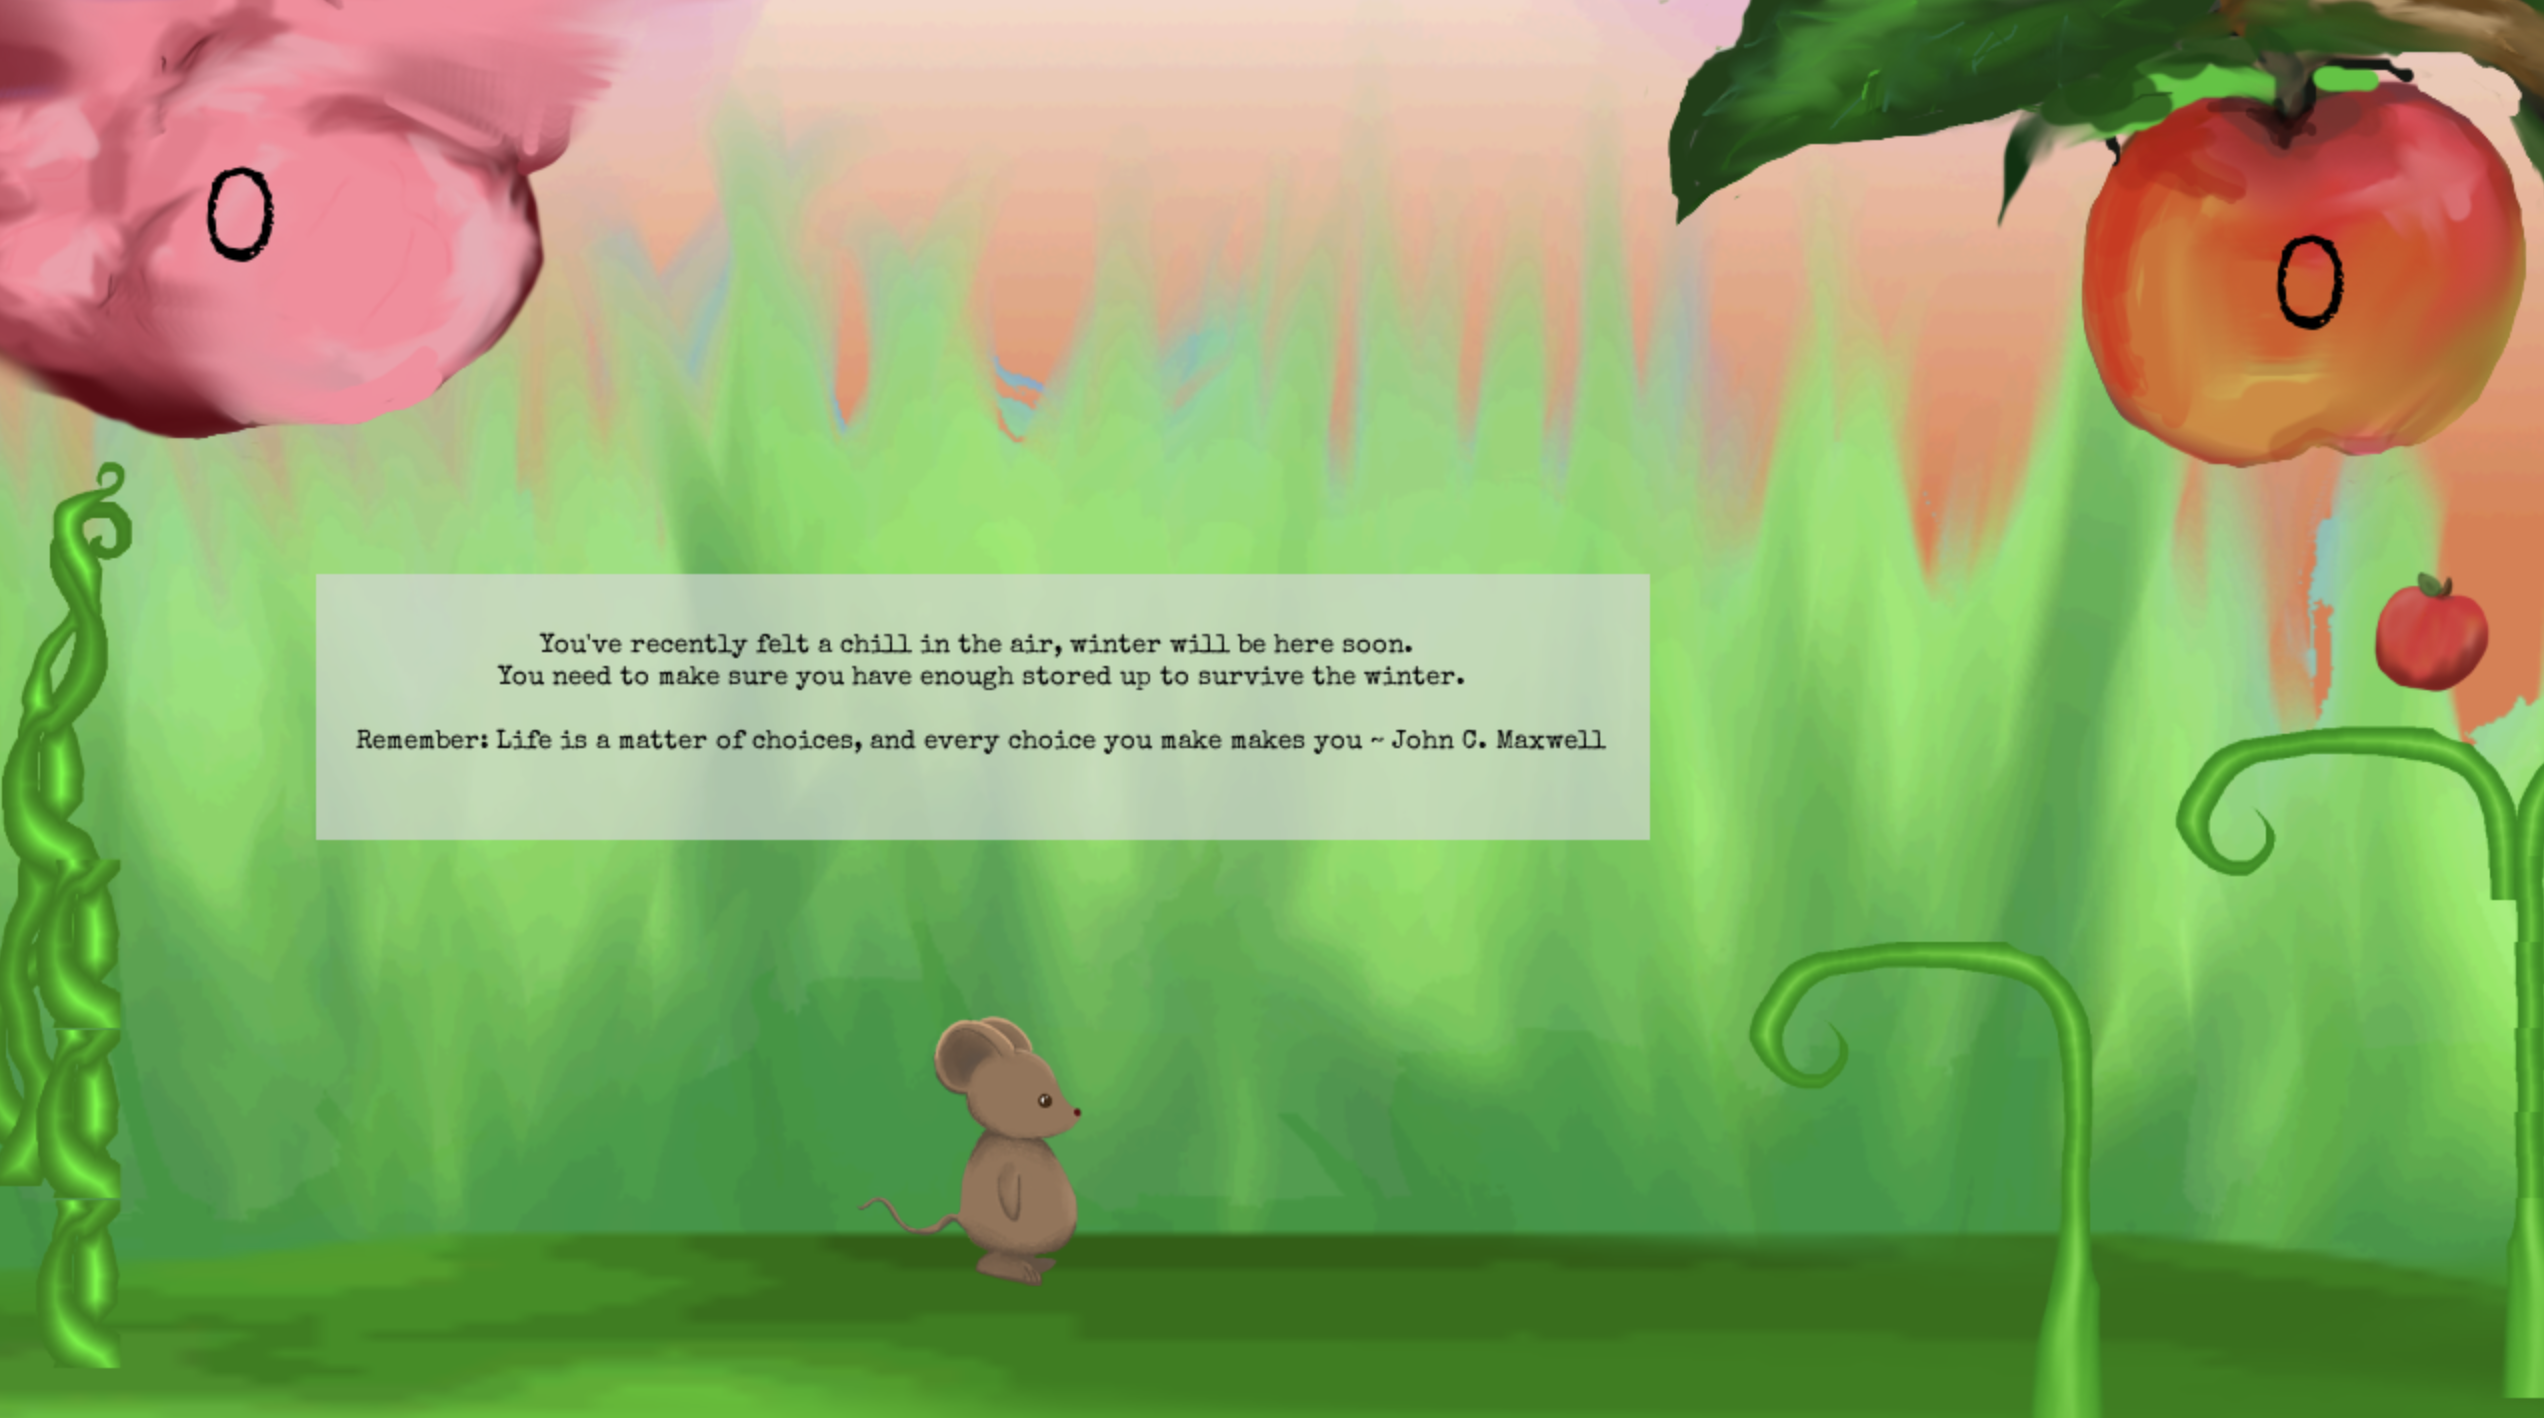 0
0
You've recently felt a chill in the air, winter will be here soon.
You need to make sure you have enough stored up to survive the winter.
Remember: Life is a matter of choices, and every choice you make makes you ~ John C. Maxwell